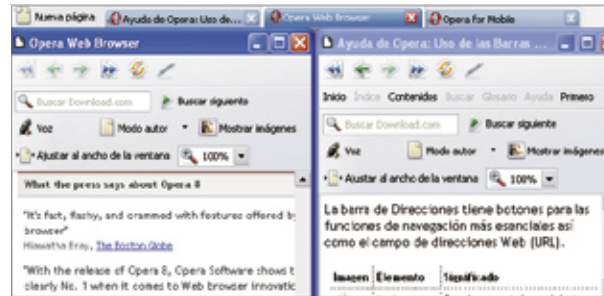 Nueva página
Ayuda de Opera: Uso de...
Opera Web Browser
Opera for Mobile
Opera Web Browser
Buscar Download.com
Buscar siguiente
Voz
Modo autor
Mostrar imágenes
Ajustar al ancho de la ventana
100%
What the press says about Opera 8
"It's fast, flashy, and crammed with features offered by
browser"
Hiawatha Bray, The Boston Globe
"With the release of Opera 8, Opera Software shows t
clearly No. 1 when it comes to Web browser innovatio
Ayuda de Opera: Uso de las Barras ...
Inicio Índice Contenidos Buscar Glosario Ayuda Primero
Buscar Download.com
Buscar siguiente
Voz
Modo autor
Mostrar imágenes
Ajustar al ancho de la ventana
100%
La barra de Direcciones tiene botones para las
funciones de navegación más esenciales así
como el campo de direcciones Web (URL).
Imagen Elemento Significado